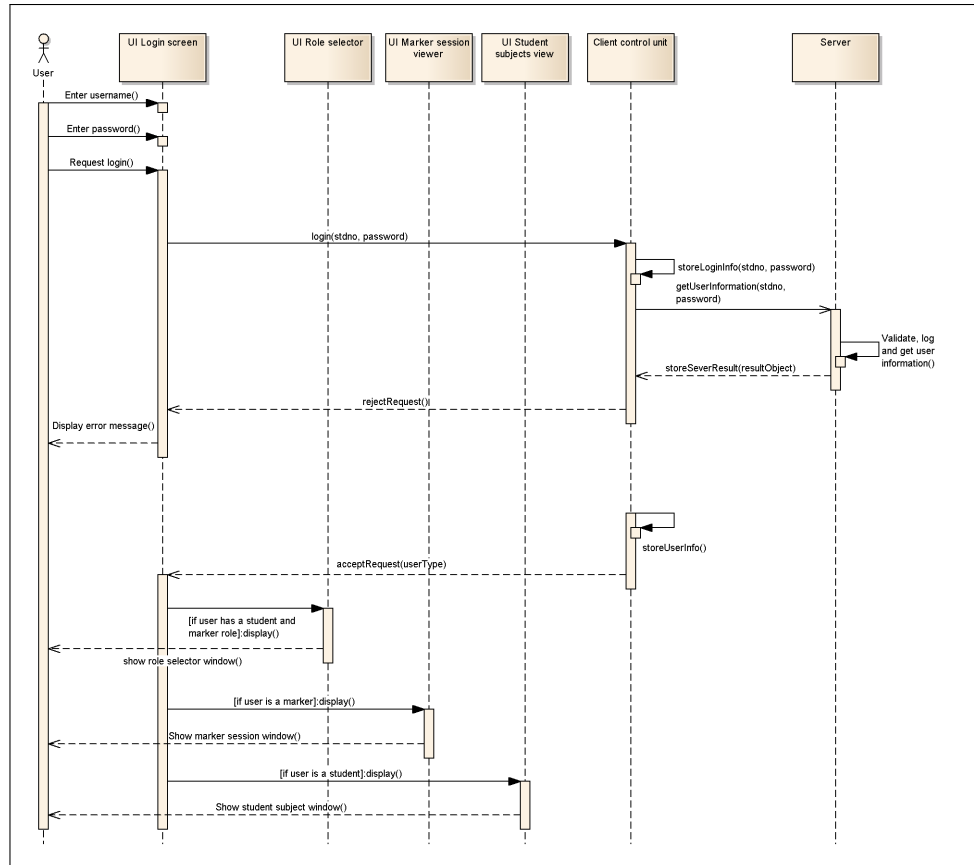 UI Login screen
UI Role selector
UI Marker session
viewer
UI Student
subjects view
Client control unit
Server
User
Enter username()
Enter password()
Request login()
login(stdno, password)
storeLoginInfo(stdno, password)
getUserInformation(stdno,
password)
Validate, log
and get user
information()
storeSeverResult(resultObject)
rejectRequest()
Display error message()
storeUserInfo()
acceptRequest(userType)
[if user has a student and
marker role]:display()
show role selector window()
[if user is a marker]:display()
Show marker session window()
[if user is a student]:display()
Show student subject window()